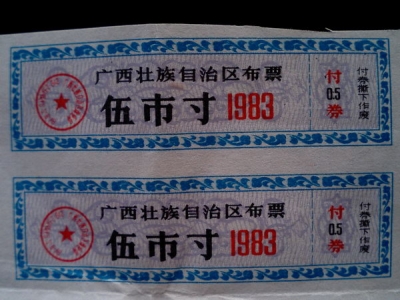 广西壮族自治区布票
伍市寸 1983
付
0.5
券
付券撕下作废
广西壮族自治区布票
伍市寸 1983
付
0.5
券
付券撕下作废